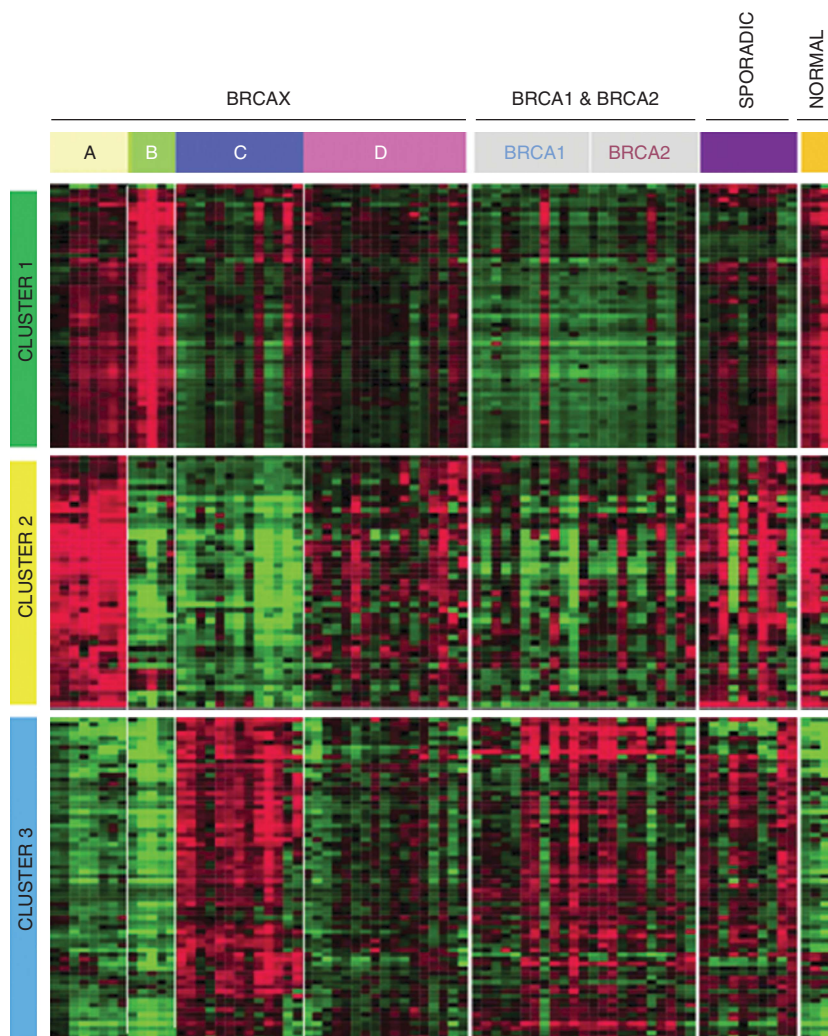 SPORADIC
NORMAL
BRCAX
BRCA1 & BRCA2
A
B
C
D
BRCA1
BRCA2
CLUSTER 1
CLUSTER 2
CLUSTER 3